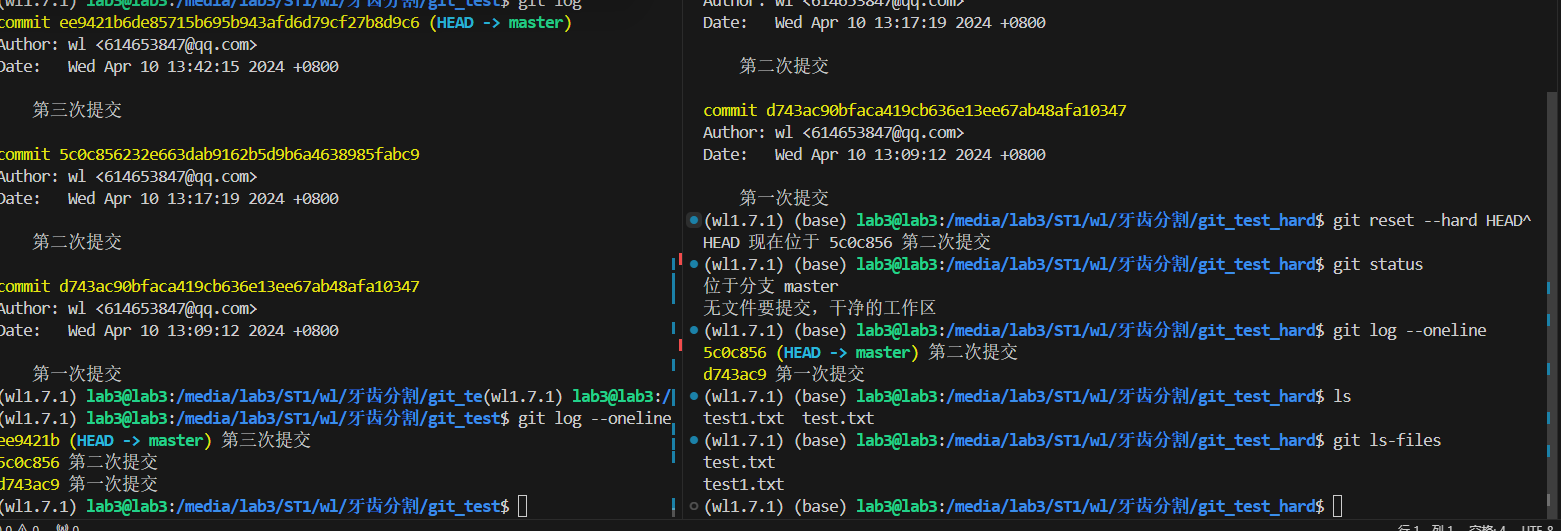 (wl1.7.1) lab3@lab3:/media/lab3/ST1/wl/牙齿分割/git_test$ git log
commit ee9421b6de85715b695b943afd6d79cf27b8d9c6 (HEAD -> master)
Author: wl <614653847@qq.com>
Date:   Wed Apr 10 13:42:15 2024 +0800
第三次提交
commit 5c0c856232e663dab9162b5d9b6a4638985fabc9
Author: wl <614653847@qq.com>
Date:   Wed Apr 10 13:17:19 2024 +0800
第二次提交
commit d743ac90bfaca419cb636e13ee67ab48afa10347
Author: wl <614653847@qq.com>
Date:   Wed Apr 10 13:09:12 2024 +0800
第一次提交
(wl1.7.1) lab3@lab3:/media/lab3/ST1/wl/牙齿分割/git_te(wl1.7.1) lab3@lab3:/
(wl1.7.1) lab3@lab3:/media/lab3/ST1/wl/牙齿分割/git_test$ git log --oneline
ee9421b (HEAD -> master) 第三次提交
5c0c856 第二次提交
d743ac9 第一次提交
(wl1.7.1) lab3@lab3:/media/lab3/ST1/wl/牙齿分割/git_test$
Author: wl <614653847@qq.com>
Date:   Wed Apr 10 13:17:19 2024 +0800
第二次提交
commit d743ac90bfaca419cb636e13ee67ab48afa10347
Author: wl <614653847@qq.com>
Date:   Wed Apr 10 13:09:12 2024 +0800
第一次提交
(wl1.7.1) (base) lab3@lab3:/media/lab3/ST1/wl/牙齿分割/git_test_hard$ git reset --hard HEAD^
HEAD 现在位于 5c0c856 第二次提交
(wl1.7.1) (base) lab3@lab3:/media/lab3/ST1/wl/牙齿分割/git_test_hard$ git status
位于分支 master
无文件要提交，干净的工作区
(wl1.7.1) (base) lab3@lab3:/media/lab3/ST1/wl/牙齿分割/git_test_hard$ git log --oneline
5c0c856 (HEAD -> master) 第二次提交
d743ac9 第一次提交
(wl1.7.1) (base) lab3@lab3:/media/lab3/ST1/wl/牙齿分割/git_test_hard$ ls
test1.txt  test.txt
(wl1.7.1) (base) lab3@lab3:/media/lab3/ST1/wl/牙齿分割/git_test_hard$ git ls-files
test.txt
test1.txt
(wl1.7.1) (base) lab3@lab3:/media/lab3/ST1/wl/牙齿分割/git_test_hard$